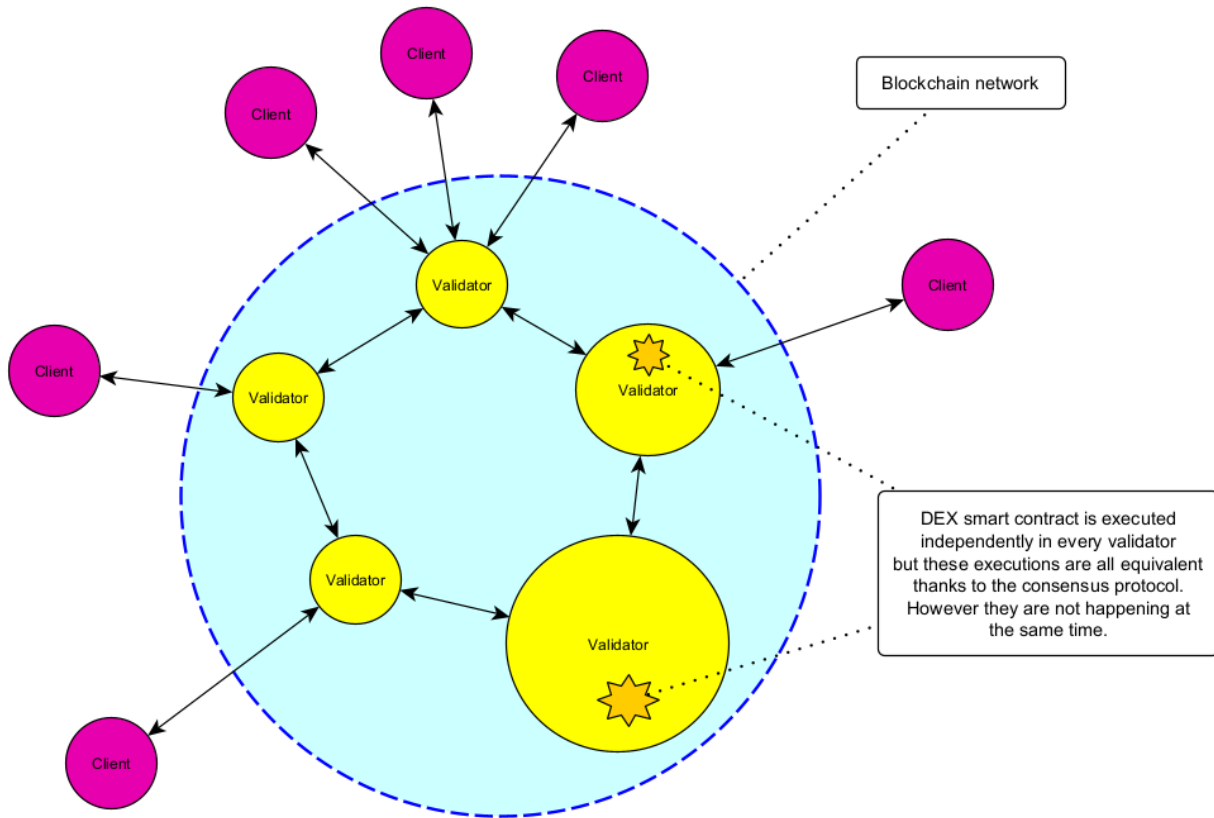 Client
Client
Client
Blockchain network
Validator
Client
Client
Validator
Validator
Validator
DEX smart contract is executed
independently in every validator
but these executions are all equivalent
thanks to the consensus protocol.
However they are not happening at
the same time.
Validator
Client